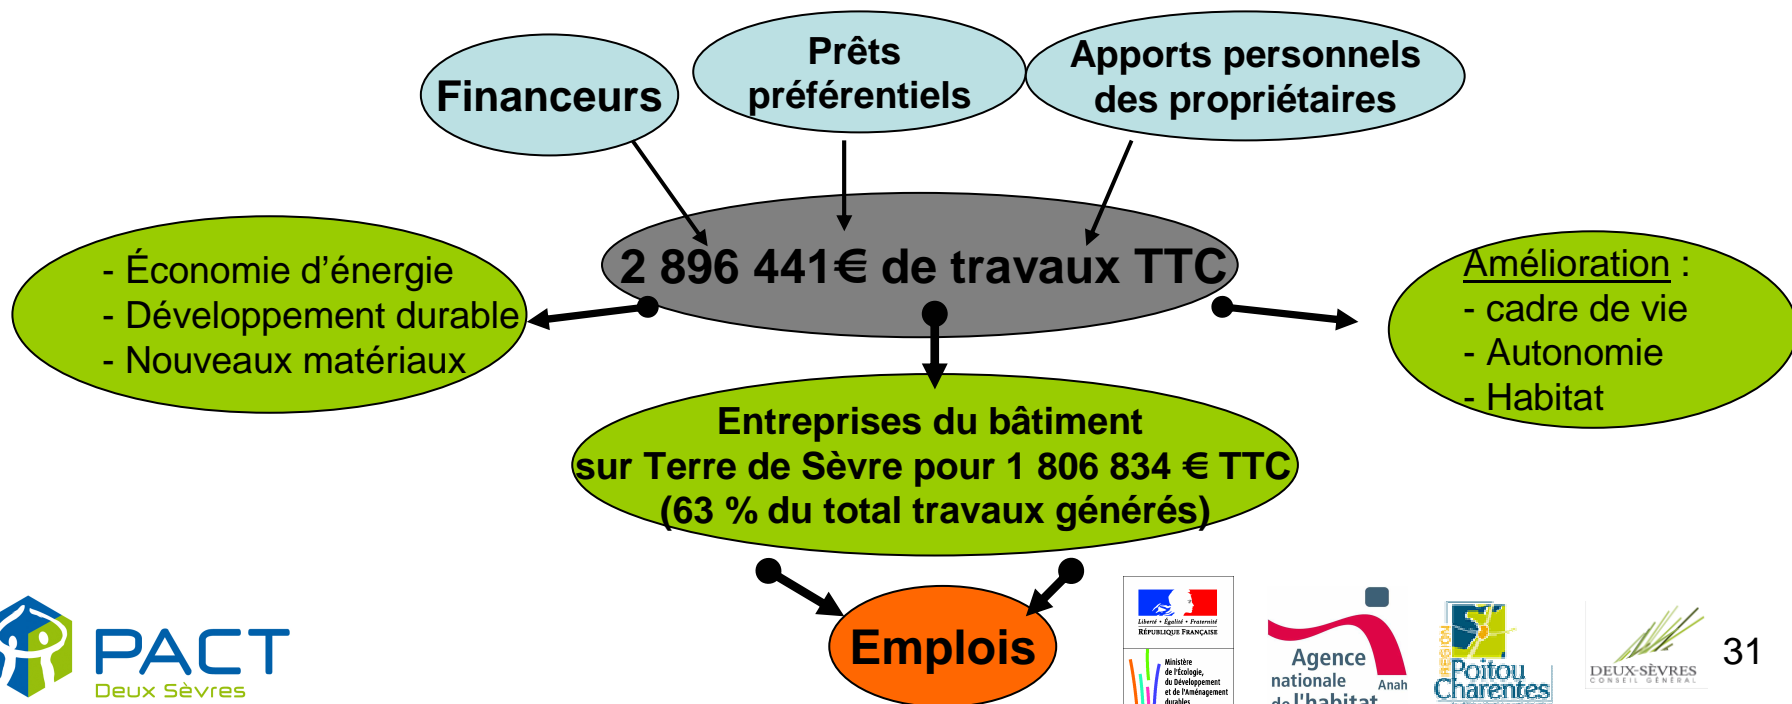 Financeurs
Prêts
préférentiels
Apports personnels
des propriétaires
2 896 441€ de travaux TTC
- Économie d’énergie
- Développement durable
- Nouveaux matériaux
Amélioration :
- cadre de vie
- Autonomie
- Habitat
Entreprises du bâtiment
sur Terre de Sèvre pour 1 806 834 € TTC
(63 % du total travaux générés)
Emplois
PACT
Deux Sèvres
Liberté • Égalité • Fraternité
RÉPUBLIQUE FRANÇAISE
Ministère
de l'Écologie,
du Développement
et de l'Aménagement
durables
Agence
nationale
de l'habitat
Anah
RÉGION
Poitou
Charentes
DEUX-SÈVRES
CONSEIL GÉNÉRAL
31